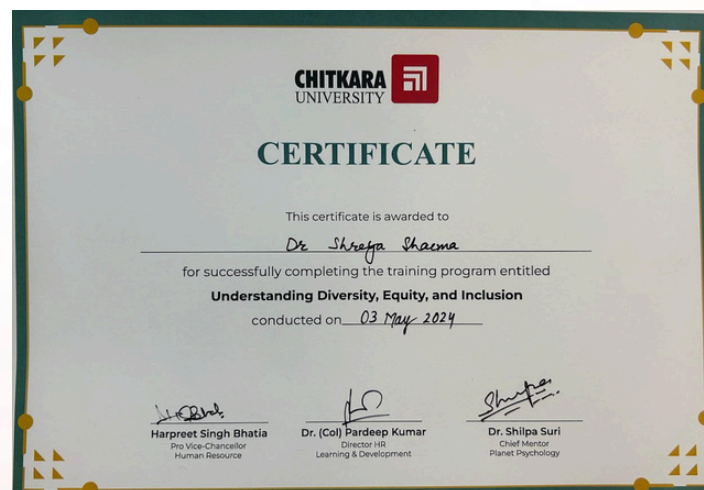 CHITKARA
UNIVERSITY
CERTIFICATE
This certificate is awarded to
Dr Shreya Sharma
for successfully completing the training program entitled
Understanding Diversity, Equity, and Inclusion
conducted on 03 May 2024
Harpreet Singh Bhatia
Pro Vice-Chancellor
Human Resource
Dr. (Col) Pardeep Kumar
Director HR
Learning & Development
Dr. Shilpa Suri
Chief Mentor
Planet Psychology